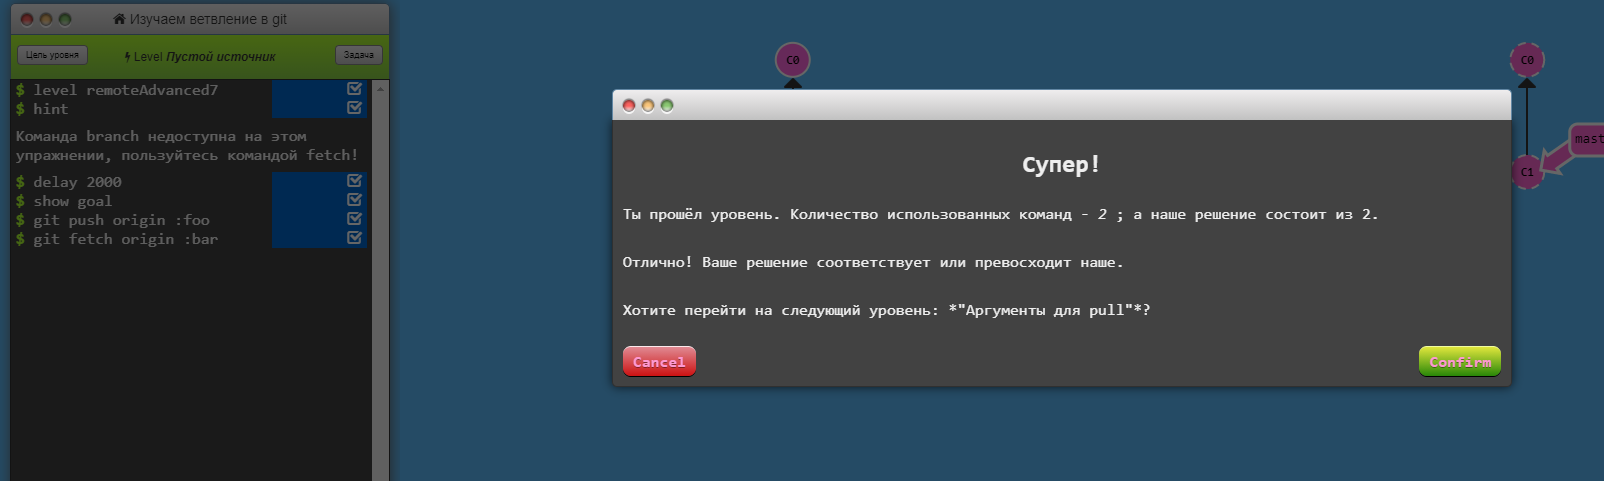 Изучаем ветвление в git
Цель уровня
Level Пустой источник
Задача
$ level remoteAdvanced7
$ hint
Команда branch недоступна на этом
упражнении, пользуйтесь командой fetch!
$ delay 2000
$ show goal
$ git push origin :foo
$ git fetch origin :bar
C0
C0
mast
C1
Супер!
Ты прошёл уровень. Количество использованных команд - 2 ; а наше решение состоит из 2.
Отлично! Ваше решение соответствует или превосходит наше.
Хотите перейти на следующий уровень: *"Аргументы для pull"*?
Cancel
Confirm